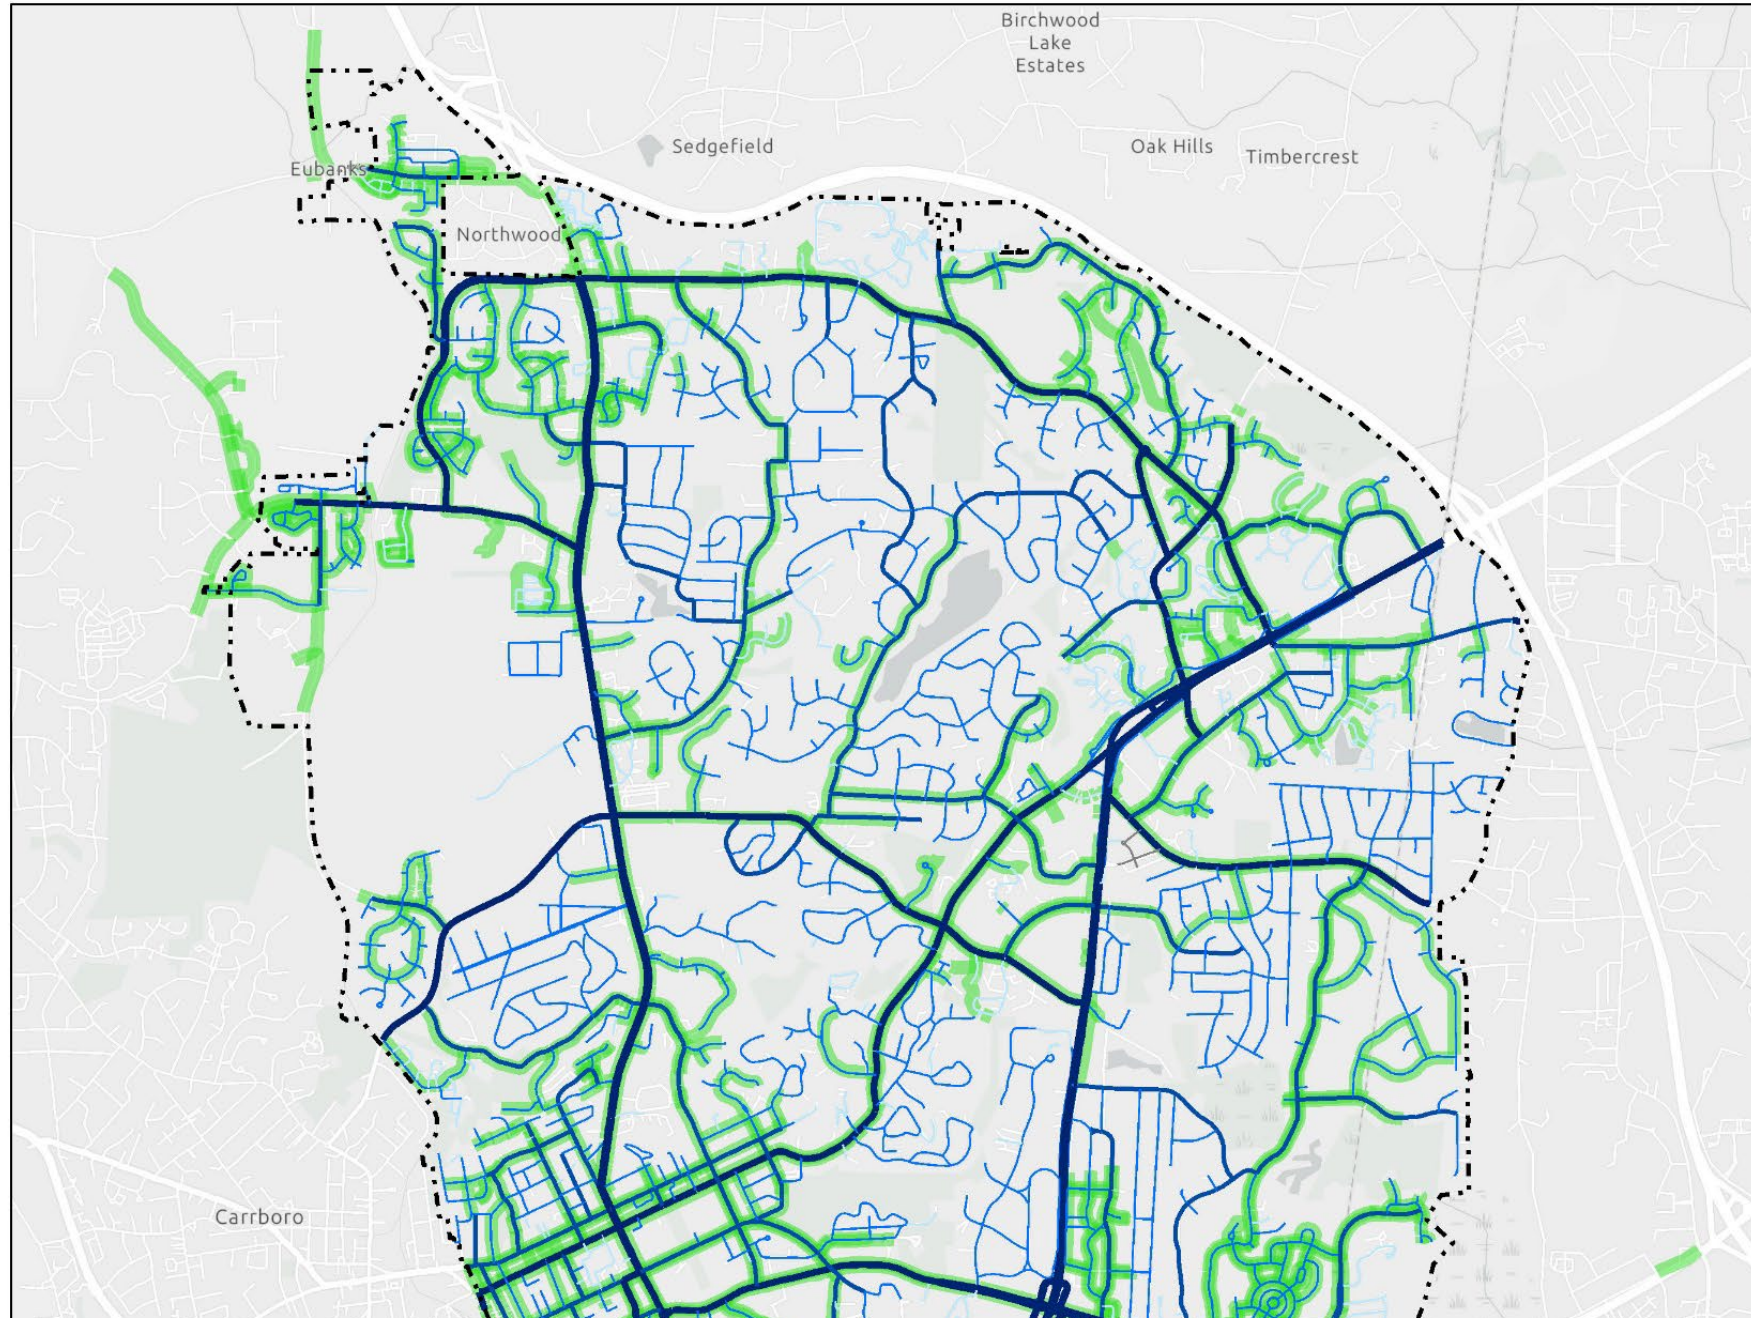 Birchwood
Lake
Estates
Sedgefield
Oak Hills
Timbercrest
Eubanks
Northwood
Carrboro